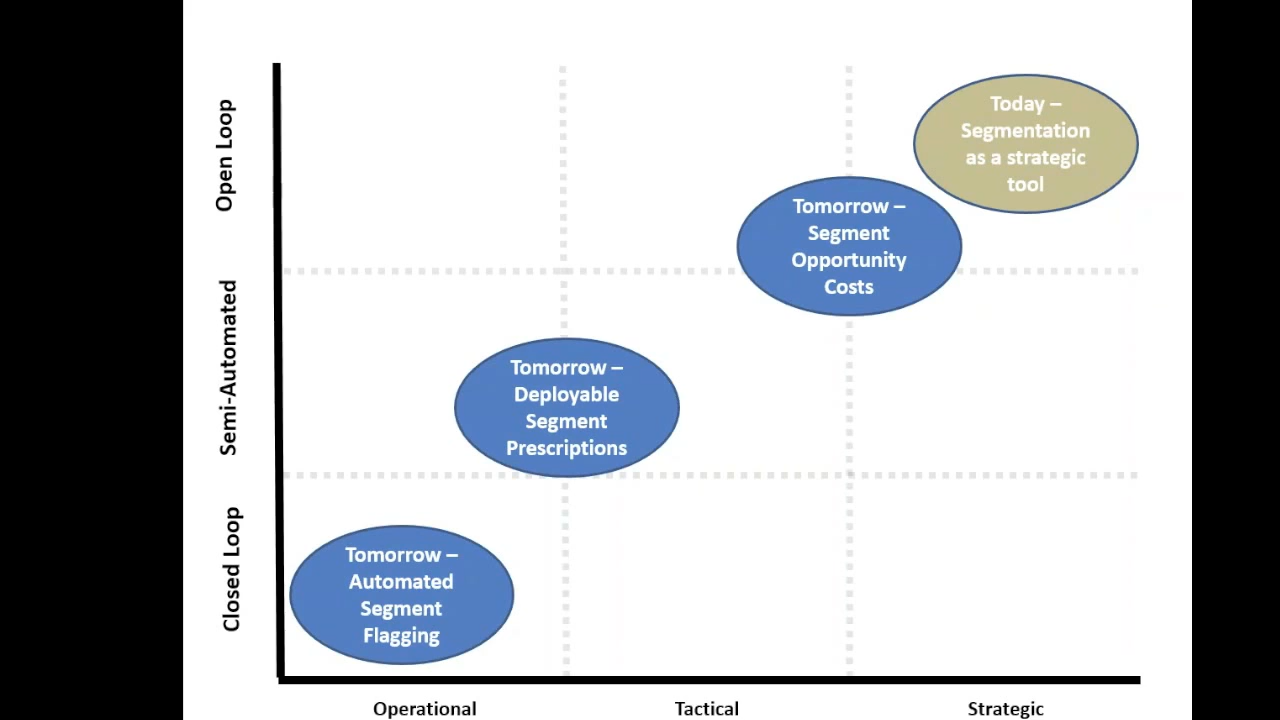 Open Loop
Semi-Automated
Closed Loop
Today –
Segmentation
as a strategic
tool
Tomorrow –
Segment
Opportunity
Costs
Tomorrow –
Deployable
Segment
Prescriptions
Tomorrow –
Automated
Segment
Flagging
Operational
Tactical
Strategic